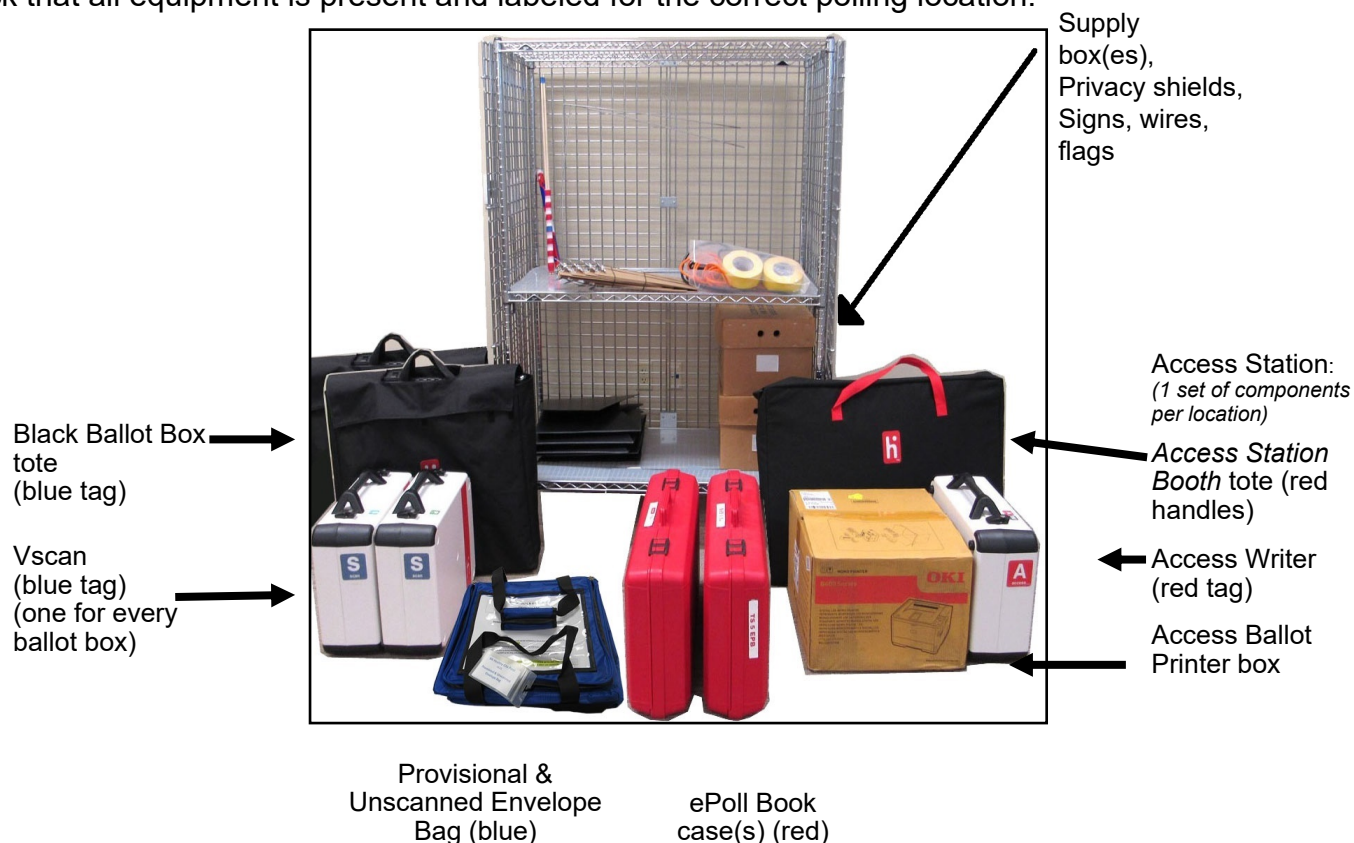 k that all equipment is present and labeled for the correct polling location.
Supply
box(es),
Privacy shields,
Signs, wires,
flags
Access Station:
(1 set of components
per location)
Access Station
Booth tote (red
handles)
Access Writer
(red tag)
Access Ballot
Printer box
Black Ballot Box
tote
(blue tag)
Vscan
(blue tag)
(one for every
ballot box)
h
S
S
OKI
A
TS 5 EPB
Provisional &
Unscanned Envelope
Bag (blue)
ePoll Book
case(s) (red)